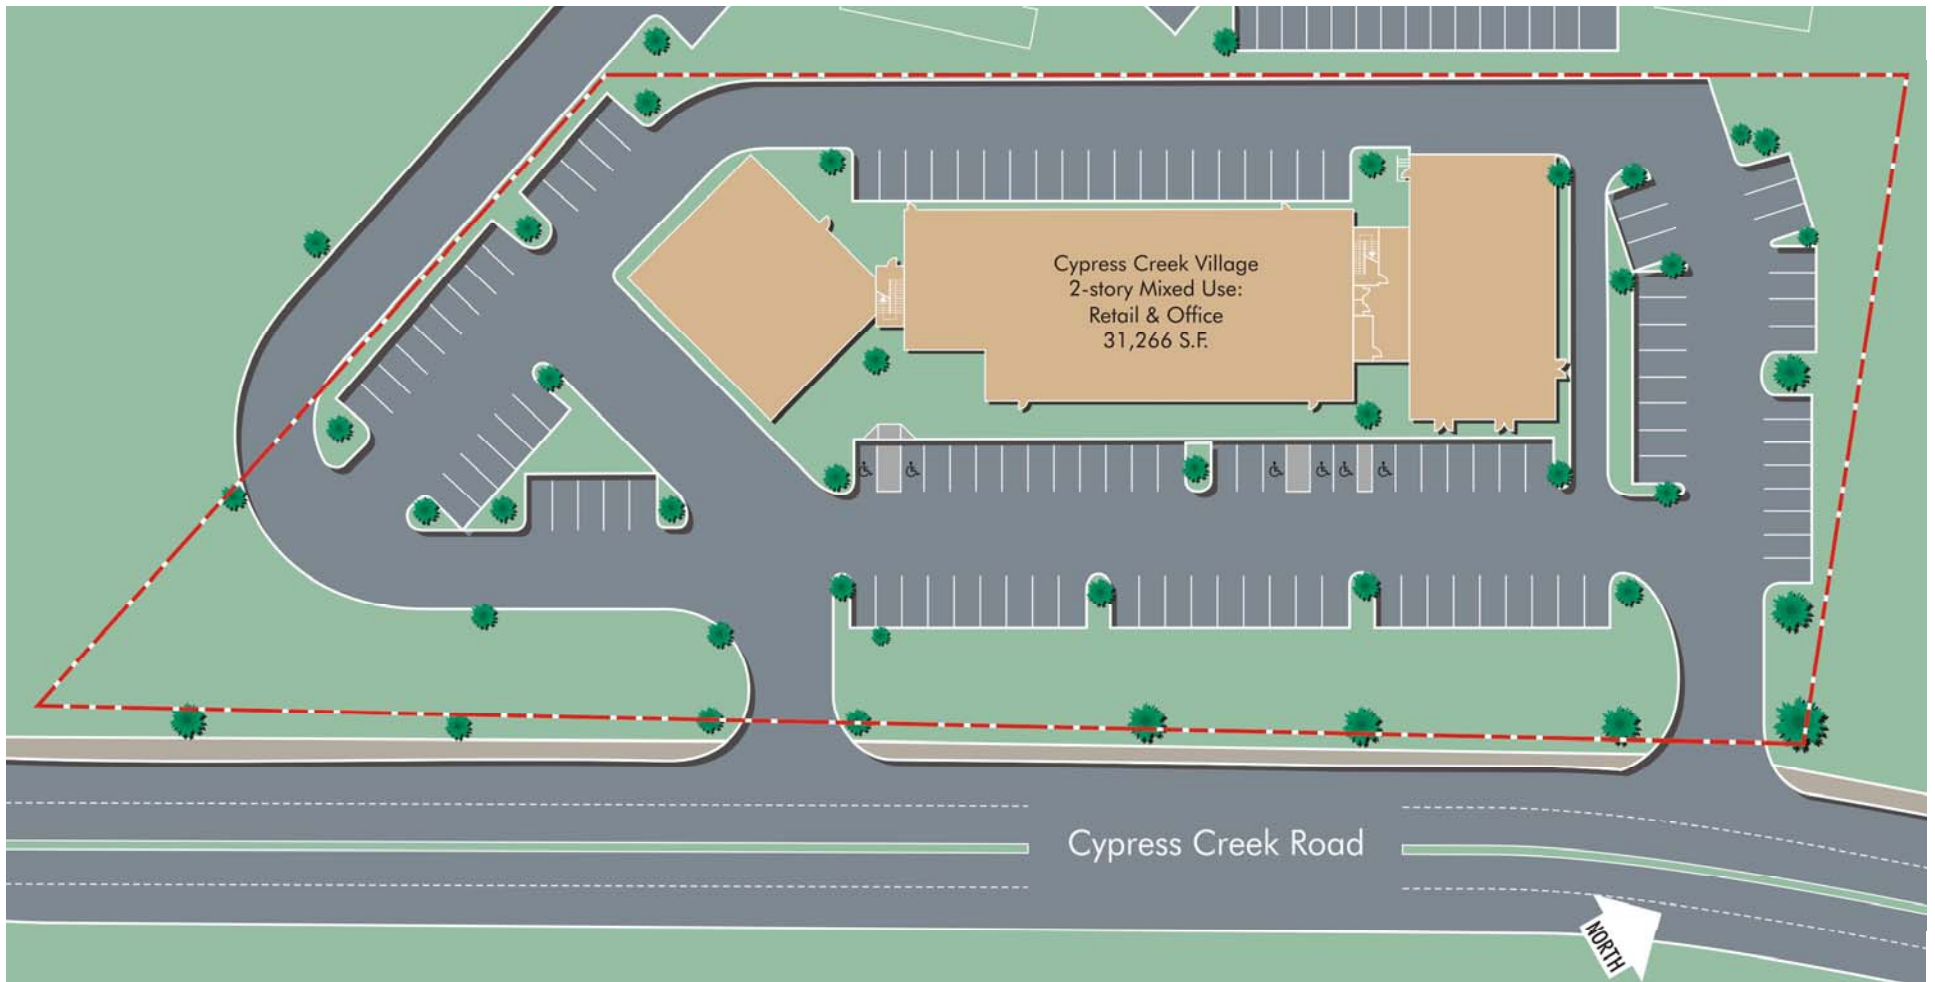 Cypress Creek Village
2-story Mixed Use:
Retail & Office
31,266 S.F.
Cypress Creek Road
NORTH